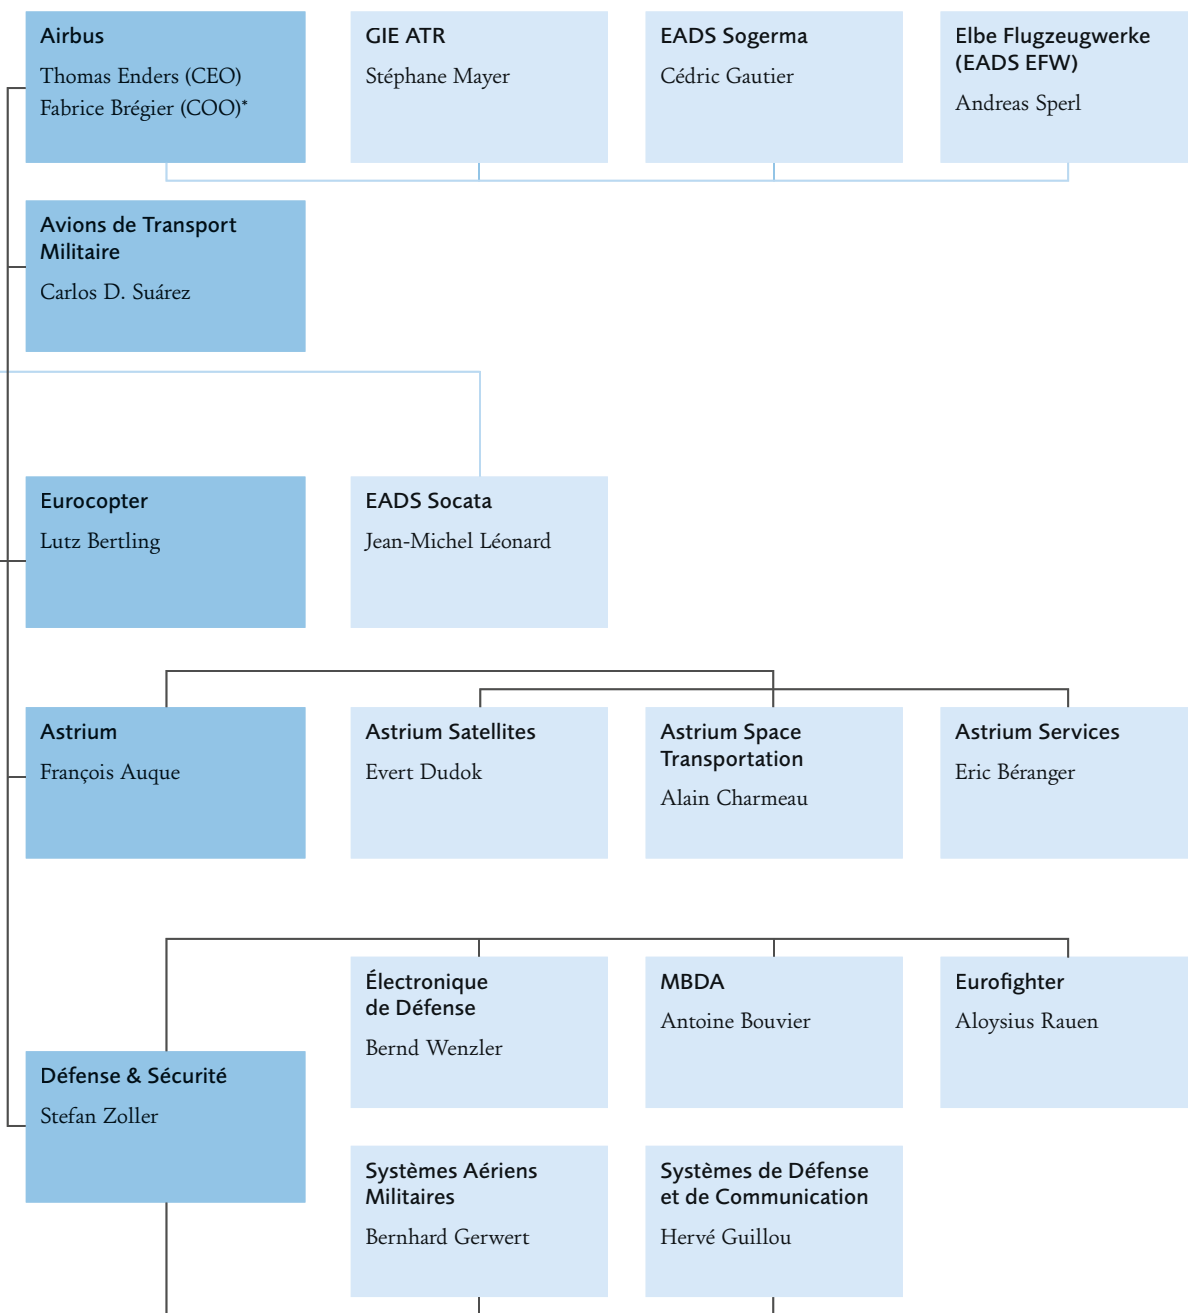 Airbus
Thomas Enders (CEO)
Fabrice Brégier (COO)*
GIE ATR
Stéphane Mayer
EADS Sogerma
Cédric Gautier
Elbe Flugzeugwerke
(EADS EFW)
Andreas Sperl
Avions de Transport
Militaire
Carlos D. Suárez
Eurocopter
Lutz Bertling
EADS Socata
Jean-Michel Léonard
Astrium
François Auque
Astrium Satellites
Evert Dudok
Astrium Space
Transportation
Alain Charmeau
Astrium Services
Eric Béranger
Défense & Sécurité
Stefan Zoller
Électronique
de Défense
Bernd Wenzler
MBDA
Antoine Bouvier
Eurofighter
Aloysius Rauen
Systèmes Aériens
Militaires
Bernhard Gerwert
Systèmes de Défense
et de Communication
Hervé Guillou